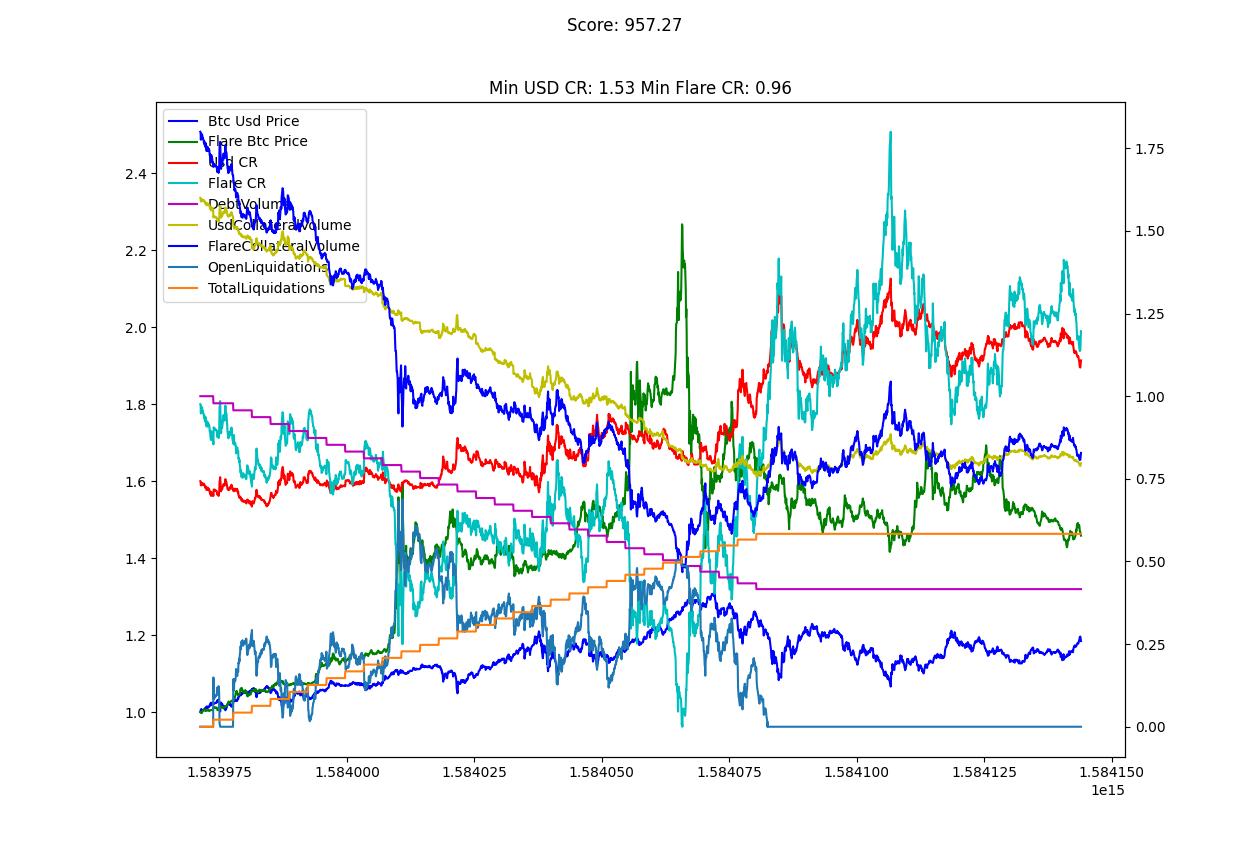 Score: 957.27
Min USD CR: 1.53 Min Flare CR: 0.96
Btc Usd Price
Flare Btc Price
Usd CR
Flare CR
DebtVolume
UsdCollateralVolume
FlareCollateralVolume
OpenLiquidations
TotalLiquidations
2.4
2.2
2.0
1.8
1.6
1.4
1.2
1.0
1.75
1.50
1.25
1.00
0.75
0.50
0.25
0.00
1.583975 1.584000 1.584025 1.584050 1.584075 1.584100 1.584125 1.584150
1e15